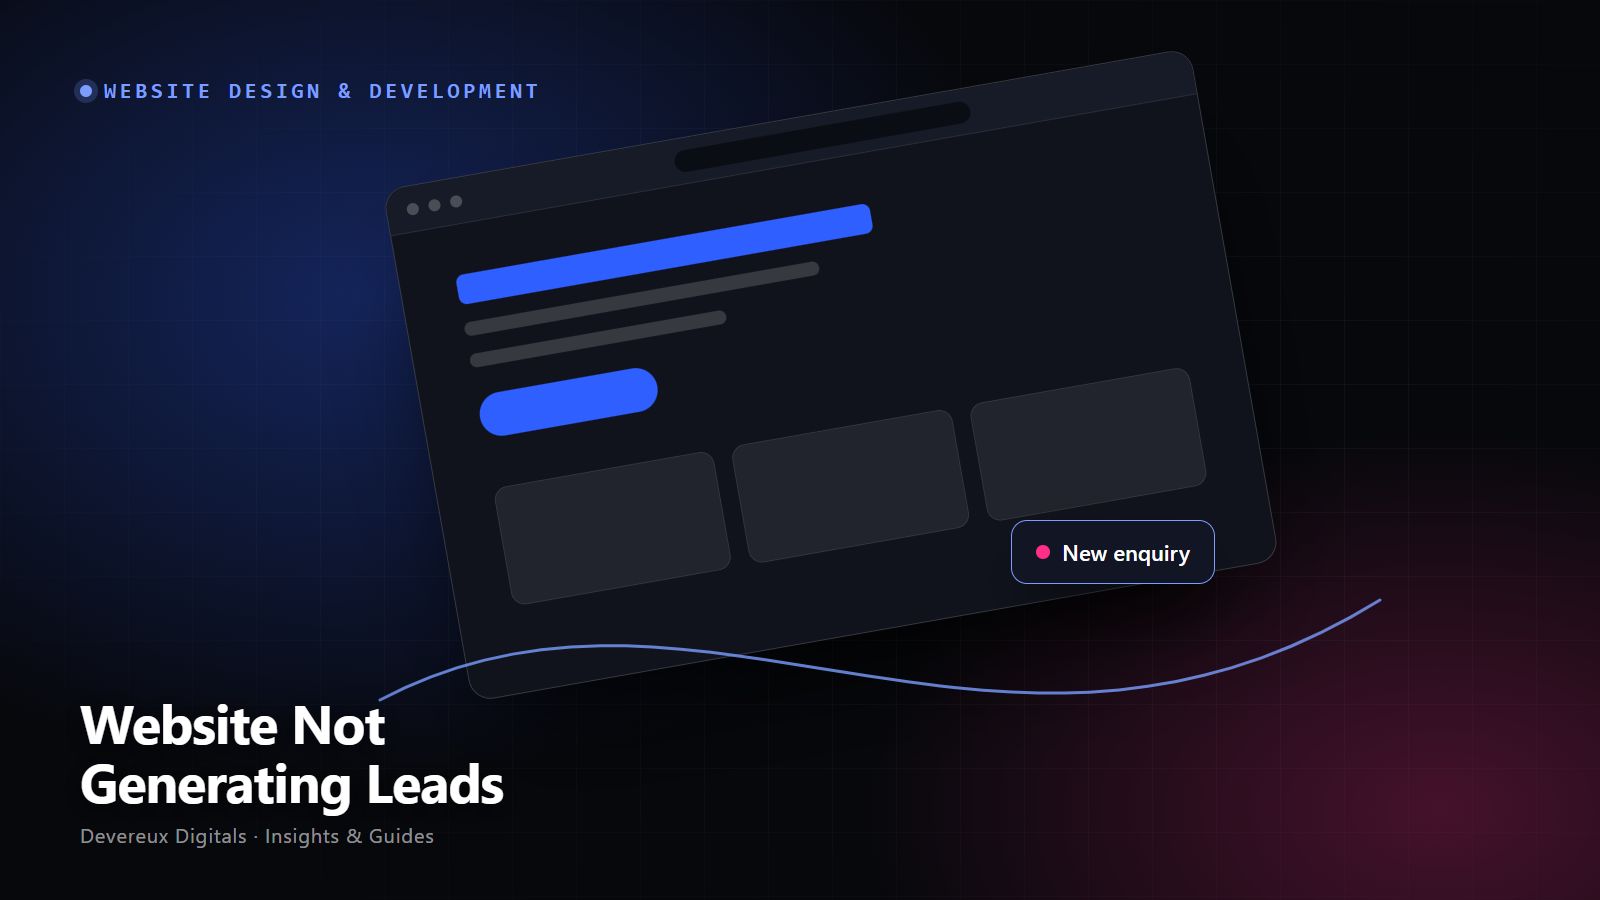 WEBSITE DESIGN & DEVELOPMENT
New enquiry
Website Not
Generating Leads
Devereux Digitals · Insights & Guides